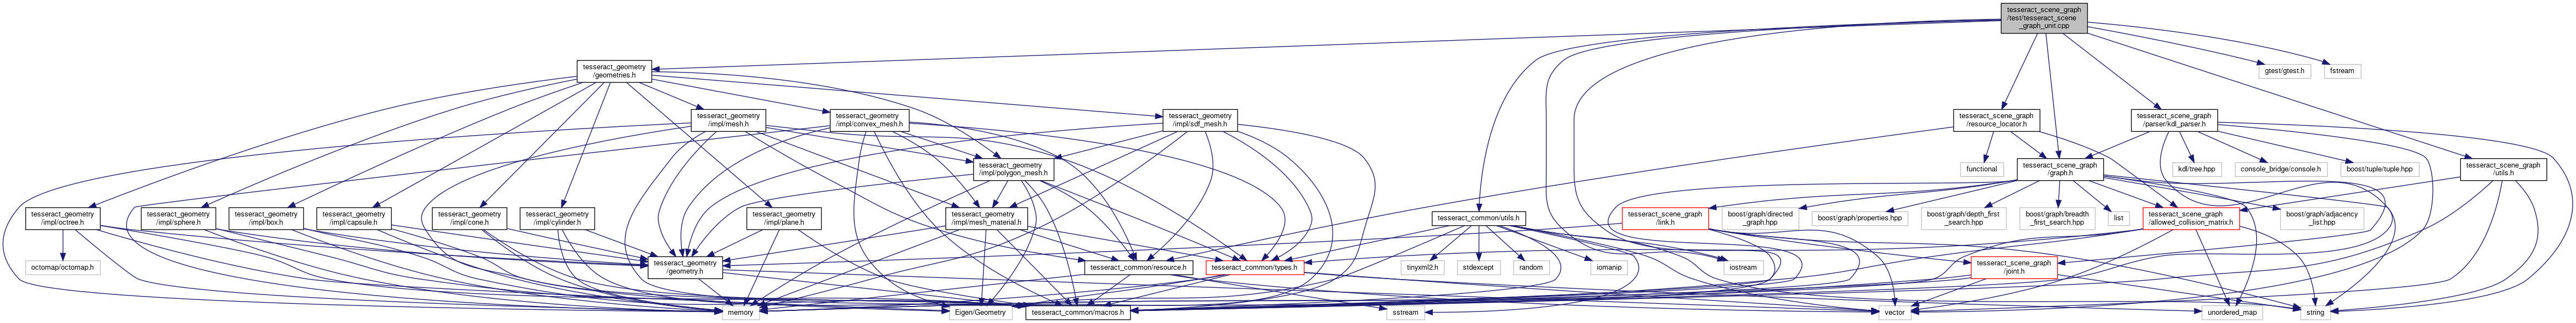 tesseract_scene_graph
/test/tesseract_scene
_graph_unit.cpp
tesseract_geometry
/geometries.h
gtest/gtest.h
fstream
tesseract_geometry
/impl/mesh.h
tesseract_geometry
/impl/convex_mesh.h
tesseract_geometry
/impl/sdf_mesh.h
tesseract_scene_graph
/resource_locator.h
tesseract_scene_graph
/parser/kdl_parser.h
tesseract_geometry
/impl/polygon_mesh.h
functional
tesseract_scene_graph
/graph.h
kdl/tree.hpp
console_bridge/console.h
boost/tuple/tuple.hpp
tesseract_scene_graph
/utils.h
tesseract_geometry
/impl/octree.h
tesseract_geometry
/impl/sphere.h
tesseract_geometry
/impl/box.h
tesseract_geometry
/impl/capsule.h
tesseract_geometry
/impl/cone.h
tesseract_geometry
/impl/cylinder.h
tesseract_geometry
/impl/plane.h
tesseract_geometry
/impl/mesh_material.h
tesseract_common/utils.h
tesseract_scene_graph
/link.h
boost/graph/directed
_graph.hpp
boost/graph/properties.hpp
boost/graph/depth_first
_search.hpp
boost/graph/breadth
_first_search.hpp
list
tesseract_scene_graph
/allowed_collision_matrix.h
boost/graph/adjacency
_list.hpp
octomap/octomap.h
tesseract_geometry
/geometry.h
tesseract_common/resource.h
tesseract_common/types.h
tinyxml2.h
stdexcept
random
iomanip
iostream
tesseract_scene_graph
/joint.h
memory
Eigen/Geometry
tesseract_common/macros.h
sstream
vector
unordered_map
string